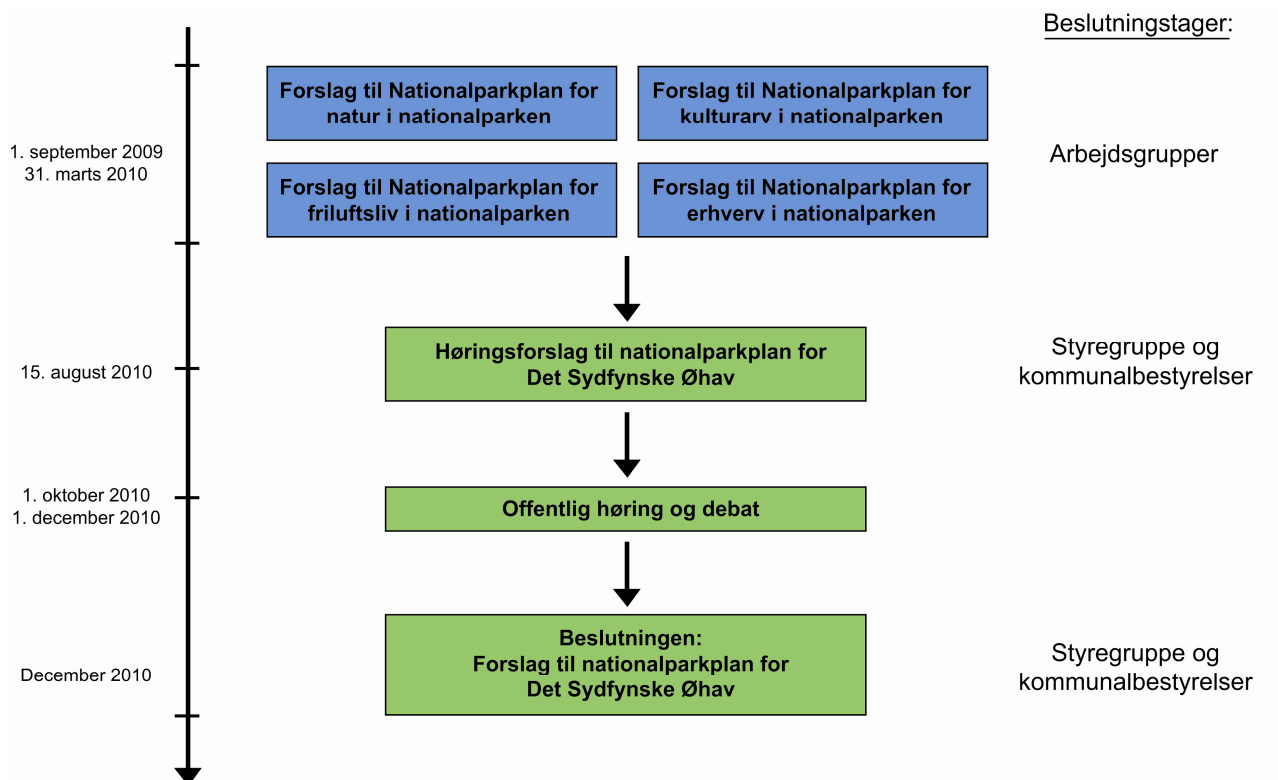 Beslutningstager:
1. september 2009
31. marts 2010
Forslag til Nationalparkplan for
natur i nationalparken
Forslag til Nationalparkplan for
kulturarv i nationalparken
Forslag til Nationalparkplan for
friluftsliv i nationalparken
Forslag til Nationalparkplan for
erhverv i nationalparken
Arbejdsgrupper
15. august 2010
Høringsforslag til nationalparkplan for
Det Sydfynske Øhav
Styregruppe og
kommunalbestyrelser
1. oktober 2010
1. december 2010
Offentlig høring og debat
December 2010
Beslutningen:
Forslag til nationalparkplan for
Det Sydfynske Øhav
Styregruppe og
kommunalbestyrelser